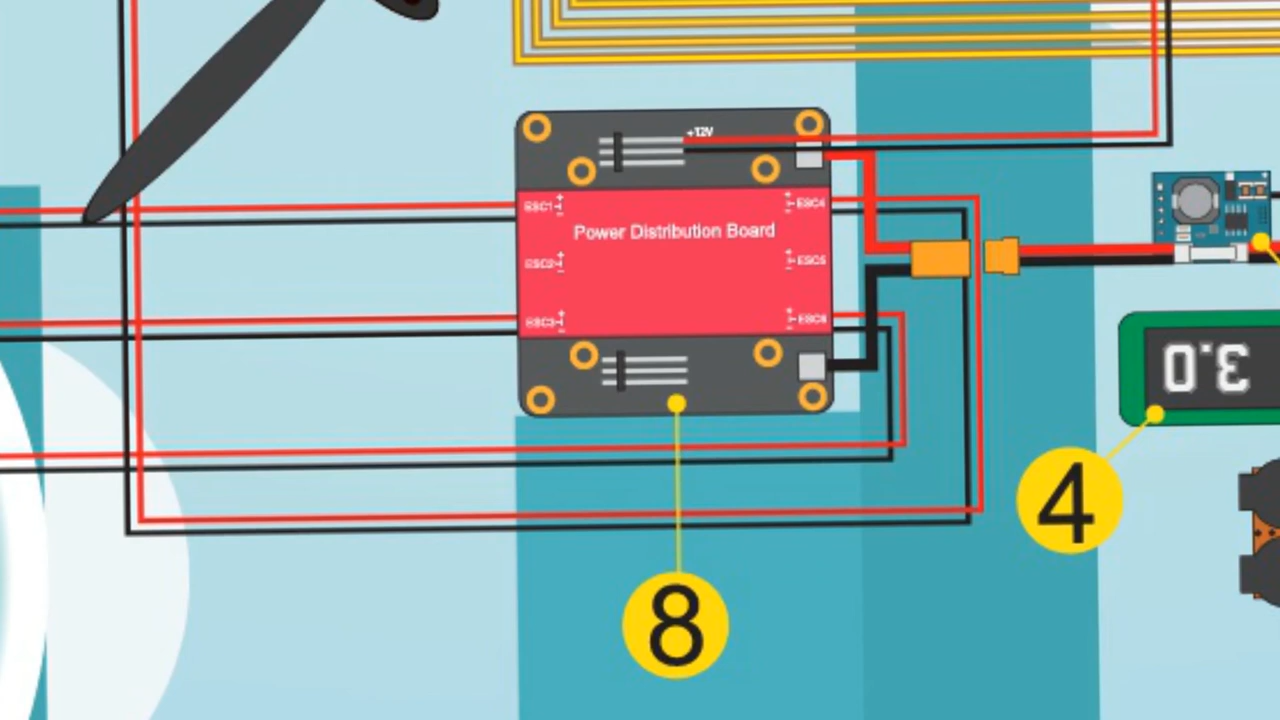 +12V
ESC1 ESC4
Power Distribution Board
ESC2 ESC5
ESC3 ESC6
3.0
4
8